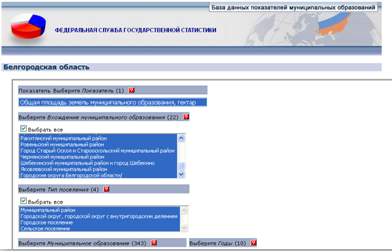 База данных показателей муниципальных образований
ФЕДЕРАЛЬНАЯ СЛУЖБА ГОСУДАРСТВЕННОЙ СТАТИСТИКИ
Белгородская область
Показатель Выберите Показатель (1)
Общая площадь земель муниципального образования, гектар
Выберите Вхождение муниципального образования (22)
Выбрать все
Ракитянский муниципальный район
Ровеньский муниципальный район
Город Старый Оскол и Старооскольский муниципальный район
Чернянский муниципальный район
Шебекинский муниципальный район и город Шебекино
Яковлевский муниципальный район
Городские округа Белгородской области/
Выберите Тип поселения (4)
Выбрать все
Муниципальный район
Городской округ, городской округ с внутригородским делением
Городское поселение
Сельское поселение
Выберите Муниципальное образование (343) Выберите Годы (10)